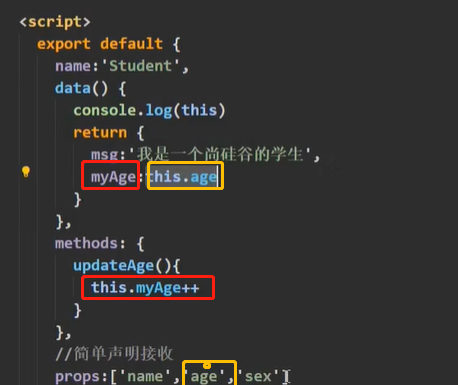 <script>
export default {
name:'Student',
data() {
console.log(this)
return {
msg:'我是一个尚硅谷的学生',
myAge:this.age
}
},
methods: {
updateAge(){
this.myAge++
}
},
//简单声明接收
props:['name','age','sex']